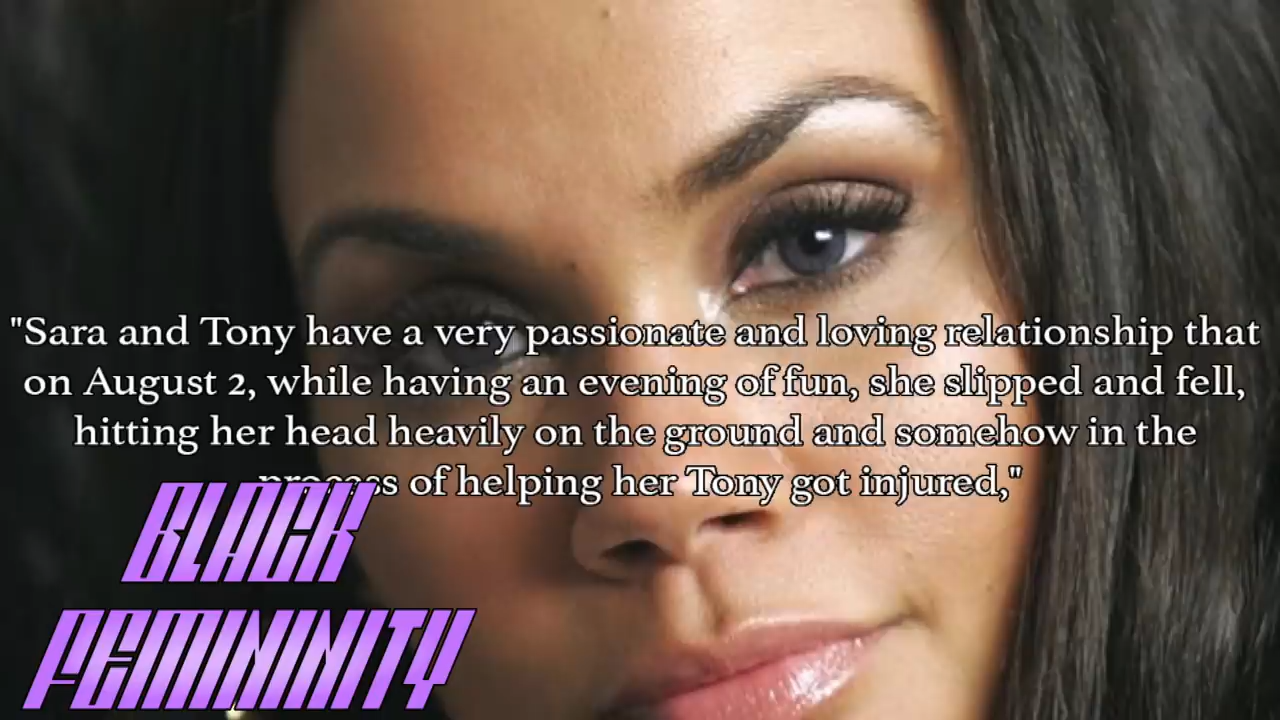 "Sara and Tony have a very passionate and loving relationship that
on August 2, while having an evening of fun, she slipped and fell,
hitting her head heavily on the ground and somehow in the
process of helping her Tony got injured,"
BLACK
FEMININITY